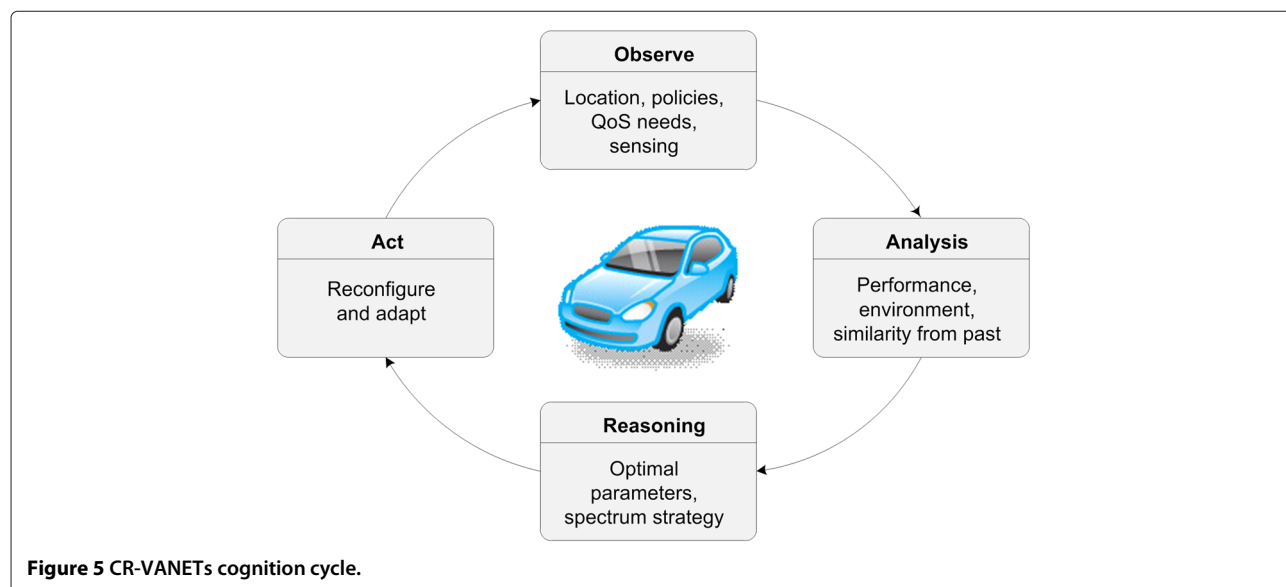 Observe
Location, policies,
QoS needs,
sensing
Act
Reconfigure
and adapt
Analysis
Performance,
environment,
similarity from past
Reasoning
Optimal
parameters,
spectrum strategy
Figure 5 CR-VANETs cognition cycle.